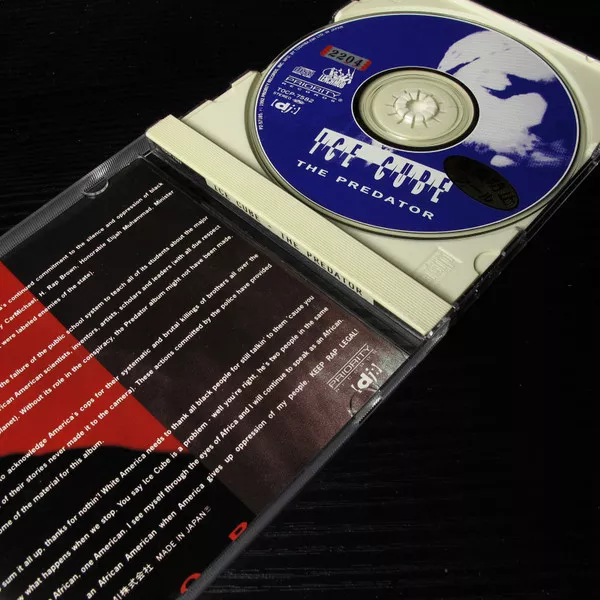 2204
PRIORITY
RECORDS
TOCP-7582
STEREO
[dj:]
ICE CUBE
THE PREDATOR
ICE CUBE THE PREDATOR
continued commitment to the silence and oppression of black
H. Rap Brown, Honorable Elijah Muhammad, Minister
were labeled enemies of the state).
the failure of the public school system to teach all of its students about the major
African American scientists, inventors, artists, scholars and leaders (with all due respect
planet). Without its role in the conspiracy, the Predator album might not have been made.
to acknowledge America's cops for their systematic and brutal killings of brothers all over the
of their stories never made it to the camera). These actions committed by the police have provided
some of the material for this album.
sum it all up, thanks for nothin'! White America needs to thank all black people for still talkin' to them 'cause you
what happens when we stop. You say Ice Cube is a problem - well you're right, he's two people in the same
African, one American. I see myself through the eyes of Africa and I will continue to speak as an African.
an African American when America gives up oppression of my people. KEEP RAP LEGAL!
株式会社 MADE IN JAPAN
PRIORITY
[dj:]